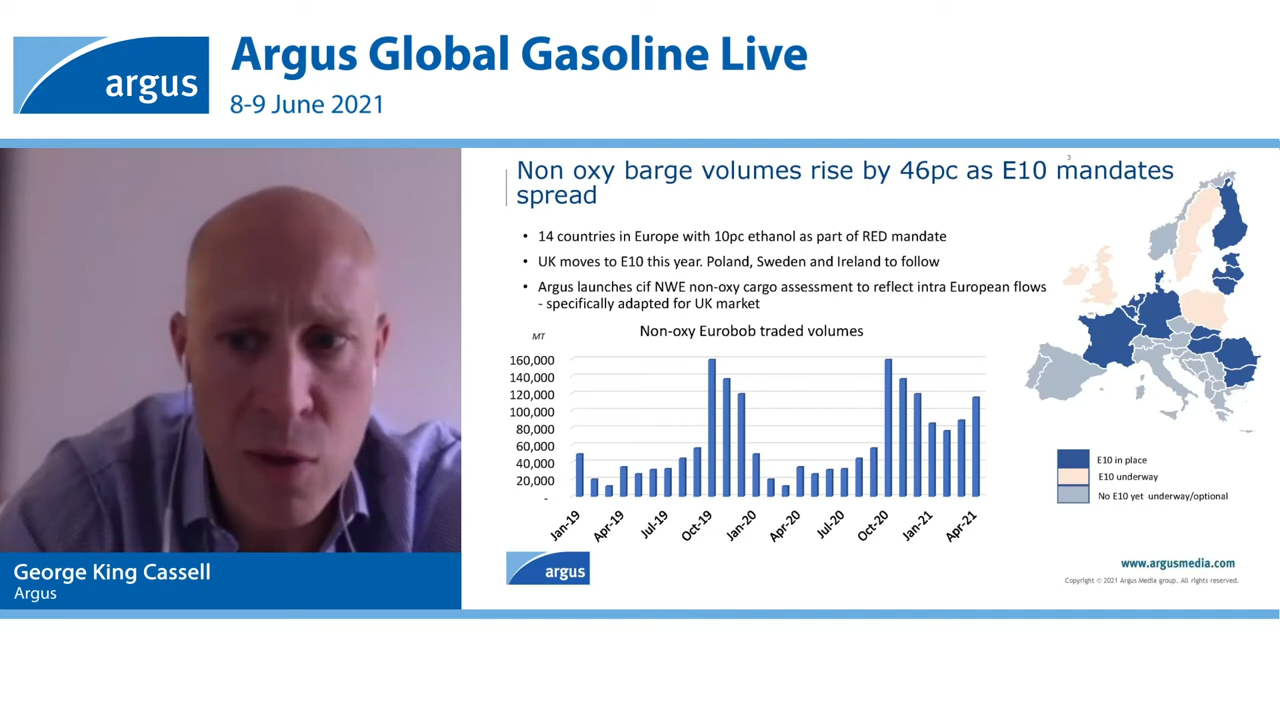 argus
Argus Global Gasoline Live
8-9 June 2021
3
Non oxy barge volumes rise by 46pc as E10 mandates
spread
• 14 countries in Europe with 10pc ethanol as part of RED mandate
• UK moves to E10 this year. Poland, Sweden and Ireland to follow
• Argus launches cif NWE non-oxy cargo assessment to reflect intra European flows
- specifically adapted for UK market
Non-oxy Eurobob traded volumes
MT
160,000
140,000
120,000
100,000
80,000
60,000
40,000
20,000
-
Jan-19
Apr-19
Jul-19
Oct-19
Jan-20
Apr-20
Jul-20
Oct-20
Jan-21
Apr-21
E10 in place
E10 underway
No E10 yet underway/optional
argus
www.argusmedia.com
Copyright © 2021 Argus Media group. All rights reserved.
George King Cassell
Argus